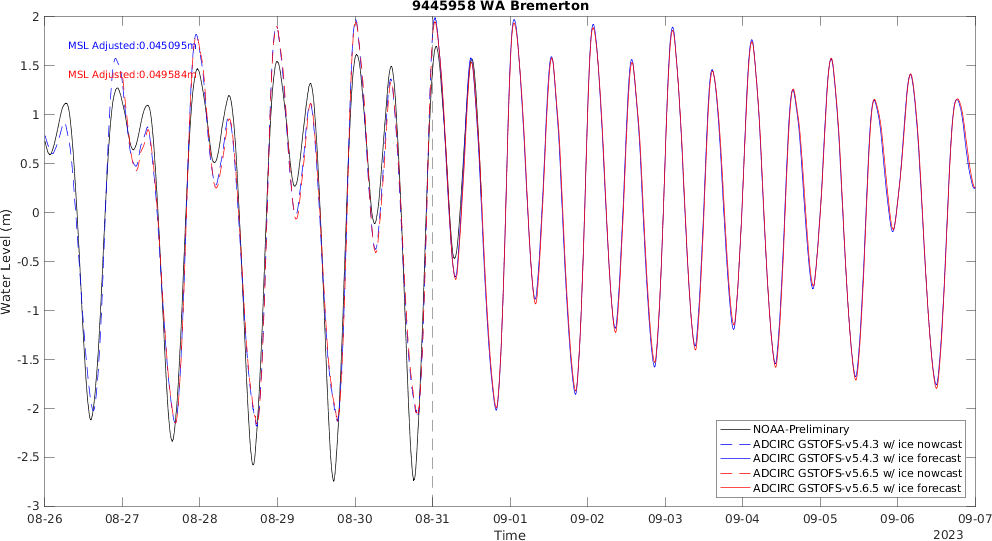 9445958 WA Bremerton
MSL Adjusted:0.045095m
MSL Adjusted:0.049584m
2
1.5
1
0.5
0
-0.5
-1
-1.5
-2
-2.5
-3
Water Level (m)
NOAA-Preliminary
ADCIRC GSTOFS-v5.4.3 w/ ice nowcast
ADCIRC GSTOFS-v5.4.3 w/ ice forecast
ADCIRC GSTOFS-v5.6.5 w/ ice nowcast
ADCIRC GSTOFS-v5.6.5 w/ ice forecast
08-26 08-27 08-28 08-29 08-30 08-31 09-01 09-02 09-03 09-04 09-05 09-06 09-07
Time
2023